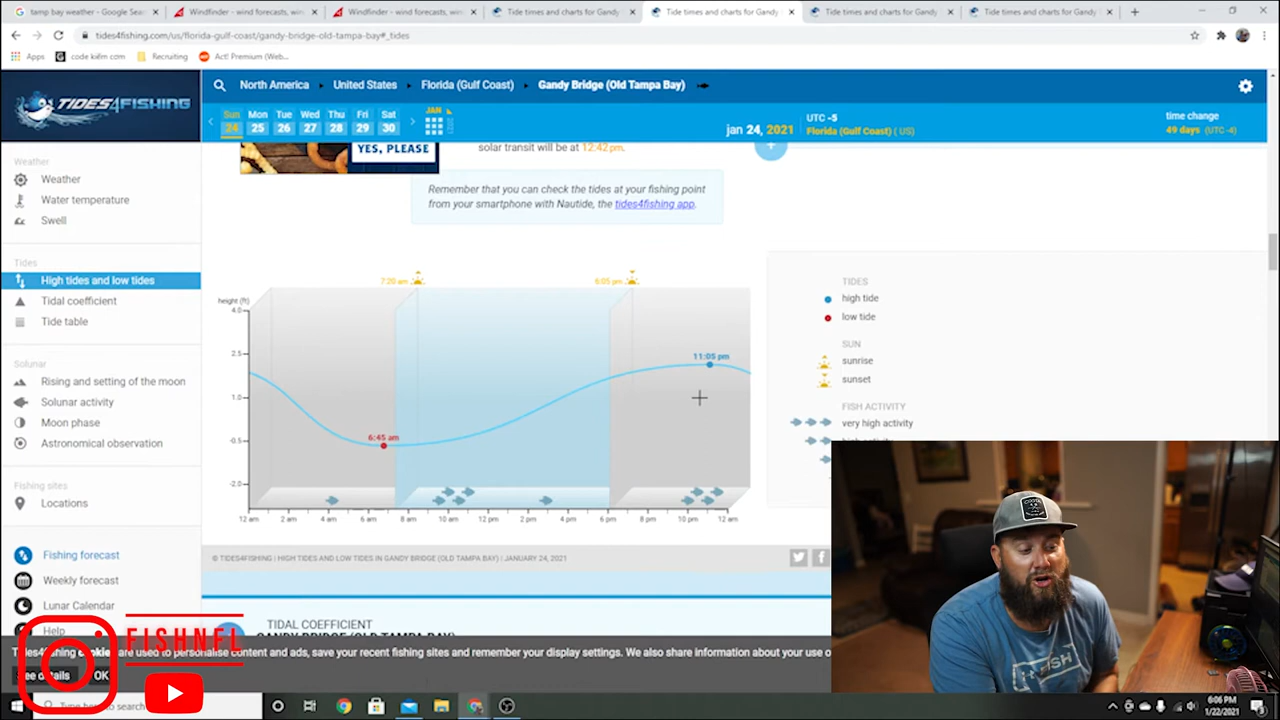 tamp bay weather - Google Sear
Windfinder - wind forecasts, win
Windfinder - wind forecasts, win
Tide times and charts for Gandy
Tide times and charts for Gandy
Tide times and charts for Gandy
Tide times and charts for Gandy
tides4fishing.com/us/florida-gulf-coast/gandy-bridge-old-tampa-bay#_tides
Apps
code killm com
Recruiting
Act! Premium (Web...
TIDES4FISHING
North America
United States
Florida (Gulf Coast)
Gandy Bridge (Old Tampa Bay)
Sun 24
Mon 25
Tue 26
Wed 27
Thu 28
Fri 29
Sat 30
JAN
2021
jan 24, 2021
UTC -5
Florida (Gulf Coast) ( US)
time change
49 days (UTC -4)
YES, PLEASE
solar transit will be at 12:42 pm.
Remember that you can check the tides at your fishing point
from your smartphone with Nautide, the tides4fishing app.
Weather
Weather
Water temperature
Swell
Tides
High tides and low tides
Tidal coefficient
Tide table
Solunar
Rising and setting of the moon
Solunar activity
Moon phase
Astronomical observation
Fishing sites
Locations
Fishing forecast
Weekly forecast
Lunar Calendar
Help
7:20 am
6:05 pm
height (ft)
4.0
2.5
1.0
-0.5
-2.0
11:05 pm
6:45 am
12 am
2 am
4 am
6 am
8 am
10 am
12 pm
2 pm
4 pm
6 pm
8 pm
10 pm
12 am
TIDES
high tide
low tide
SUN
sunrise
sunset
FISH ACTIVITY
very high activity
© TIDES4FISHING | HIGH TIDES AND LOW TIDES IN GANDY BRIDGE (OLD TAMPA BAY) | JANUARY 24, 2021
TIDAL COEFFICIENT
GANDY BRIDGE (OLD TAMPA BAY)
Tides4fishing cookies are used to personalise content and ads, save your recent fishing sites and remember your display settings. We also share information about your use o
See details
OK
FISHNFL
Type here to search
6:06 PM
1/22/2021